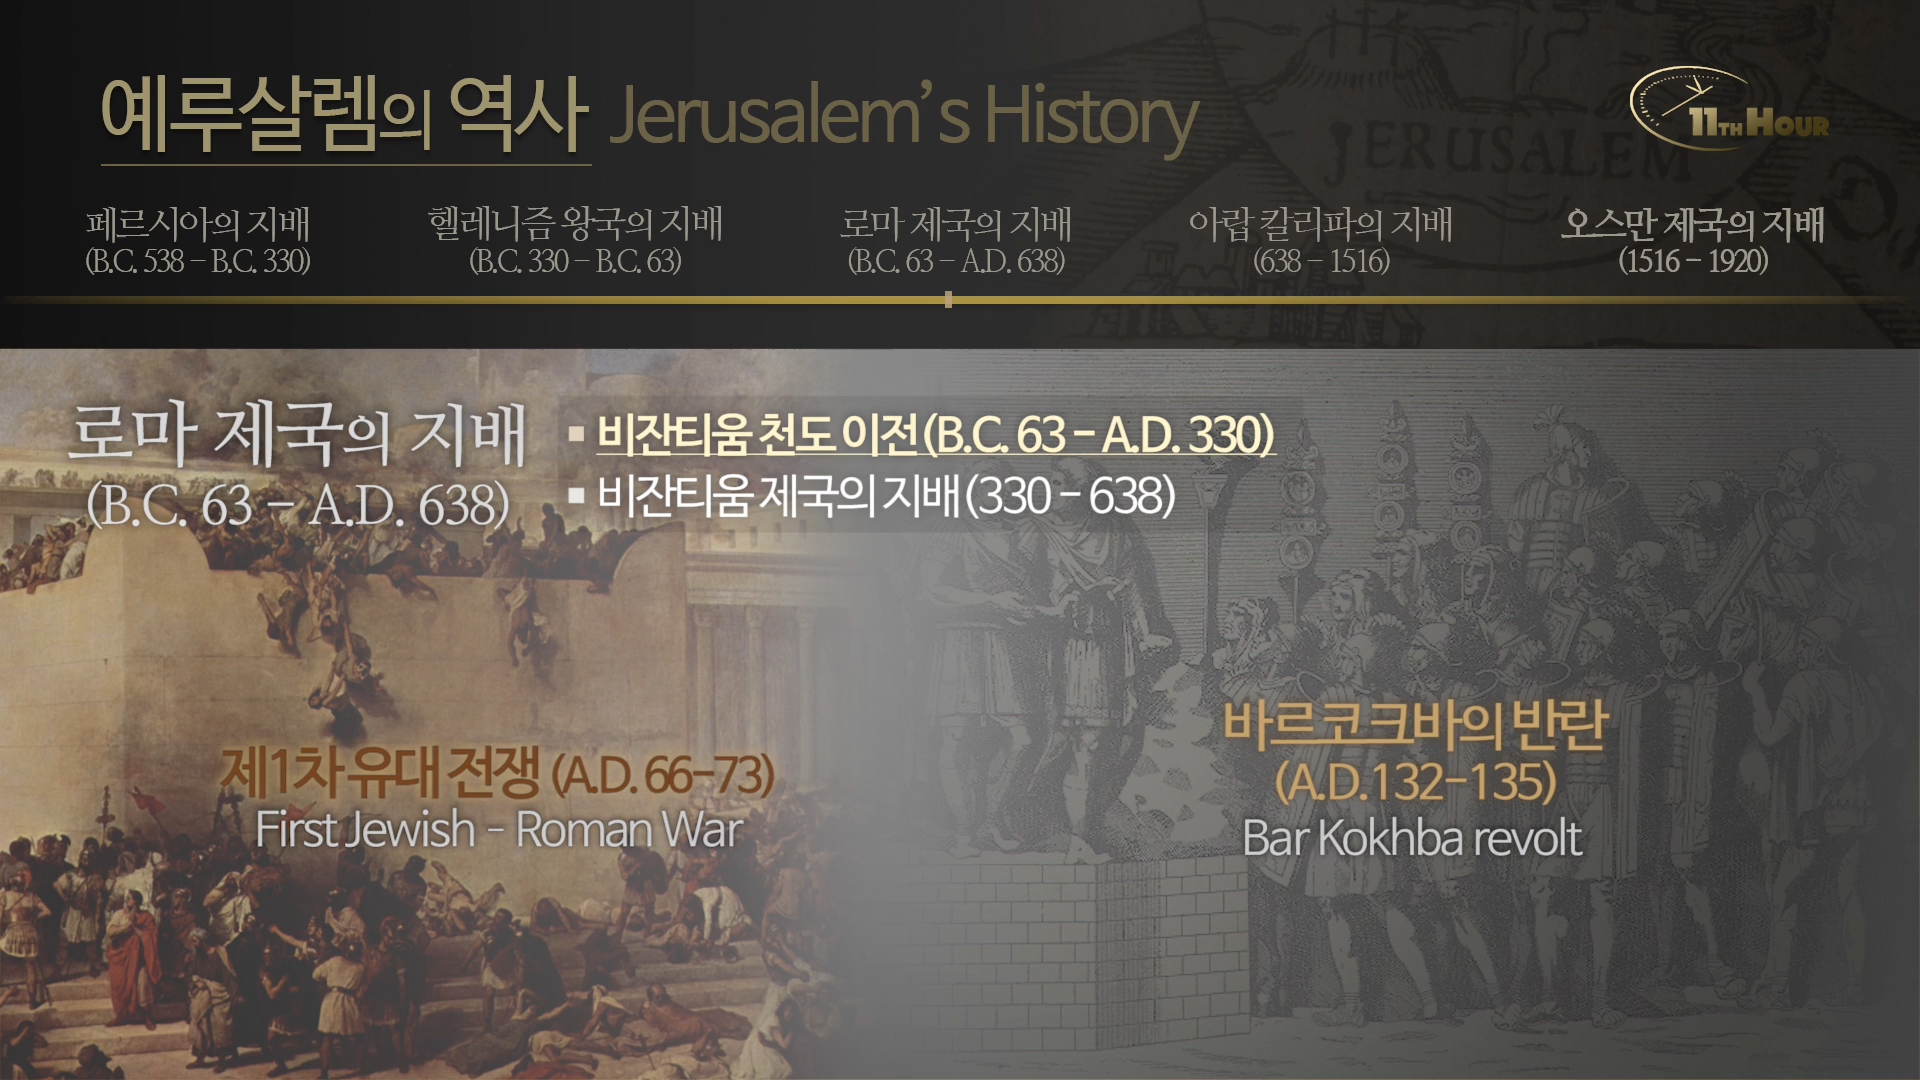 예루살렘의 역사 Jerusalem's History
11TH HOUR
JERUSALEM
페르시아의 지배
(B.C. 538 - B.C. 330)
헬레니즘 왕국의 지배
(B.C. 330 - B.C. 63)
로마 제국의 지배
(B.C. 63 - A.D. 638)
아랍 칼리파의 지배
(638 - 1516)
오스만 제국의 지배
(1516 - 1920)
로마 제국의 지배
(B.C. 63 - A.D. 638)
▪ 비잔티움 천도 이전 (B.C. 63 - A.D. 330)
▪ 비잔티움 제국의 지배 (330 - 638)
제1차 유대 전쟁 (A.D. 66-73)
First Jewish - Roman War
바르코크바의 반란
(A.D.132-135)
Bar Kokhba revolt